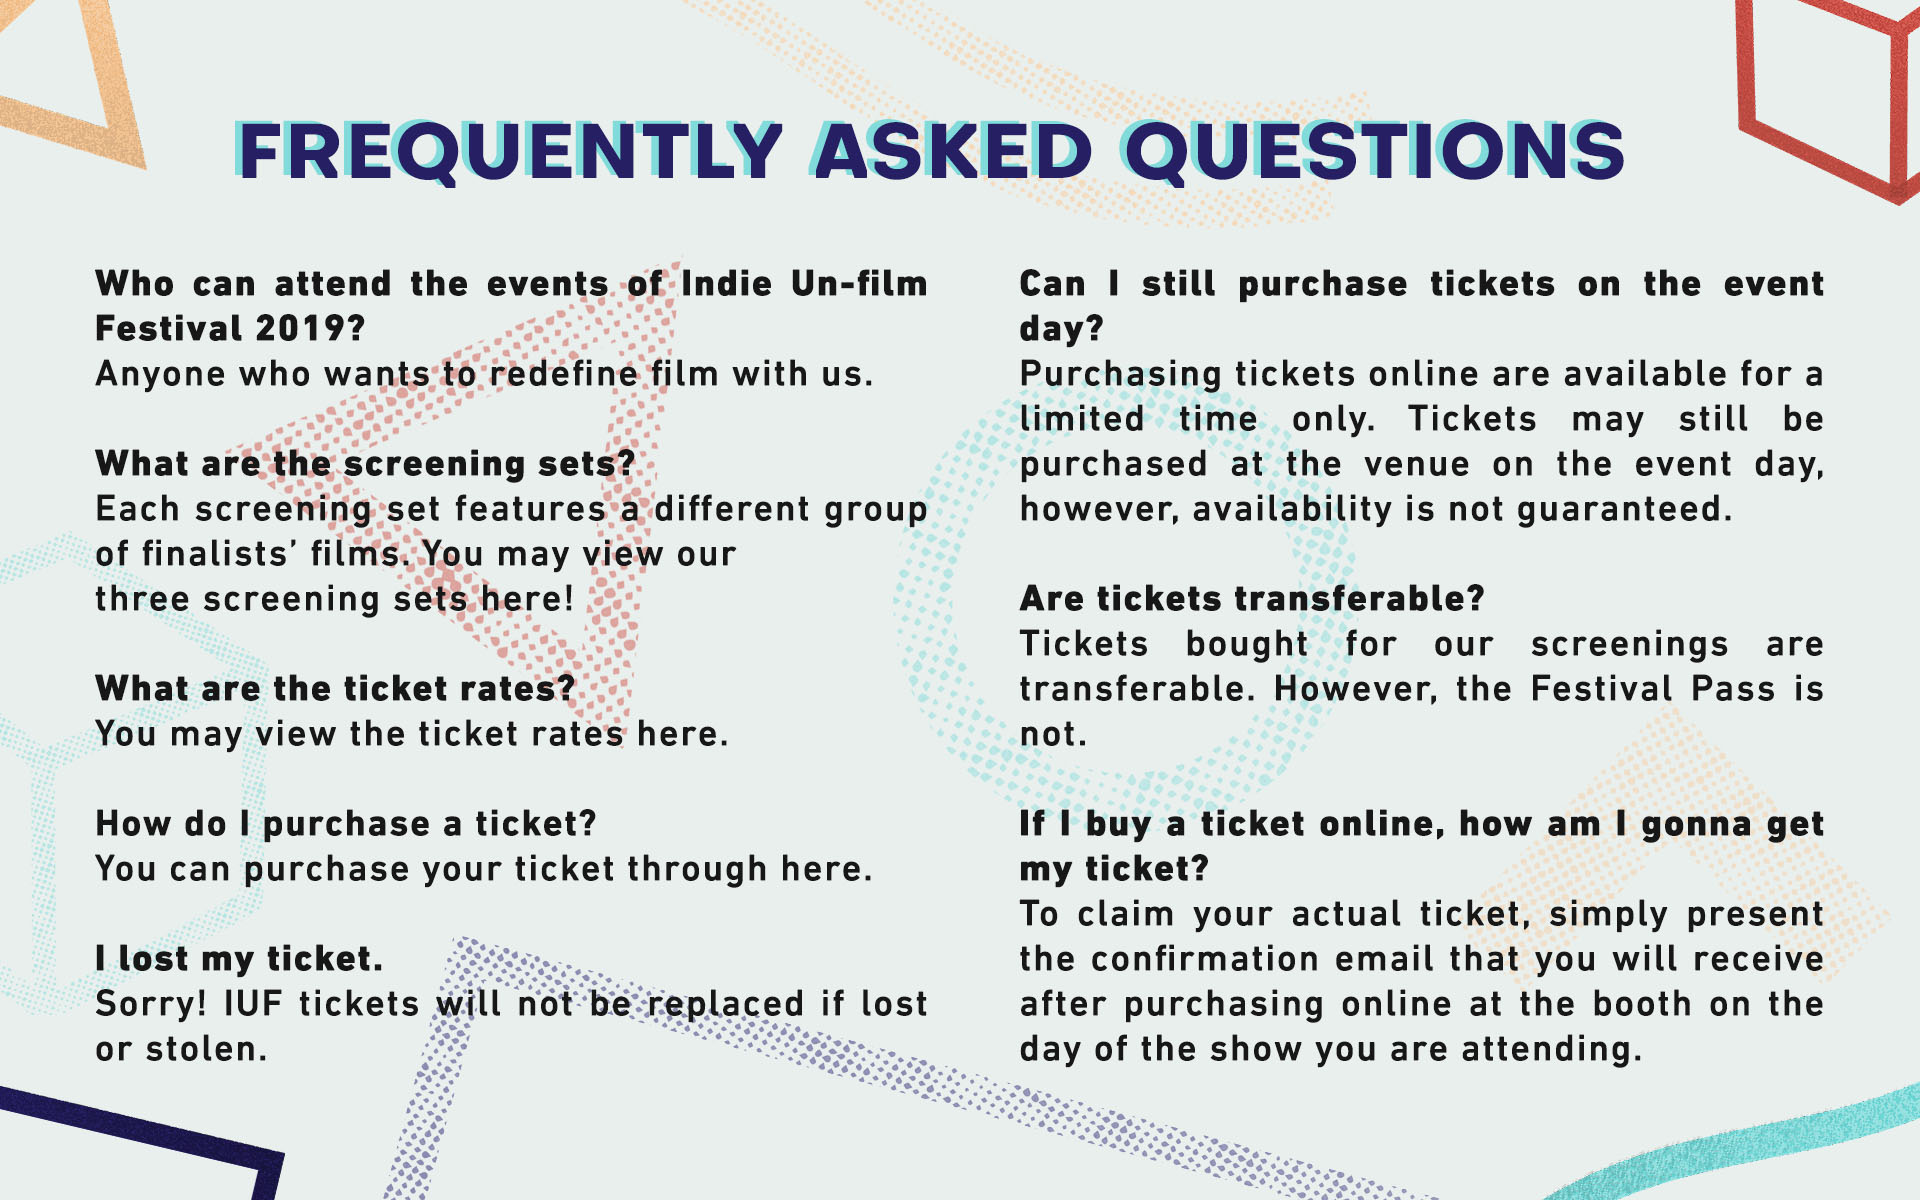 FREQUENTLY ASKED QUESTIONS
Who can attend the events of Indie Un-film
Festival 2019?
Anyone who wants to redefine film with us.
What are the screening sets?
Each screening set features a different group
of finalists’ films. You may view our
three screening sets here!
What are the ticket rates?
You may view the ticket rates here.
How do I purchase a ticket?
You can purchase your ticket through here.
I lost my ticket.
Sorry! IUF tickets will not be replaced if lost
or stolen.
Can I still purchase tickets on the event
day?
Purchasing tickets online are available for a
limited time only. Tickets may still be
purchased at the venue on the event day,
however, availability is not guaranteed.
Are tickets transferable?
Tickets bought for our screenings are
transferable. However, the Festival Pass is
not.
If I buy a ticket online, how am I gonna get
my ticket?
To claim your actual ticket, simply present
the confirmation email that you will receive
after purchasing online at the booth on the
day of the show you are attending.